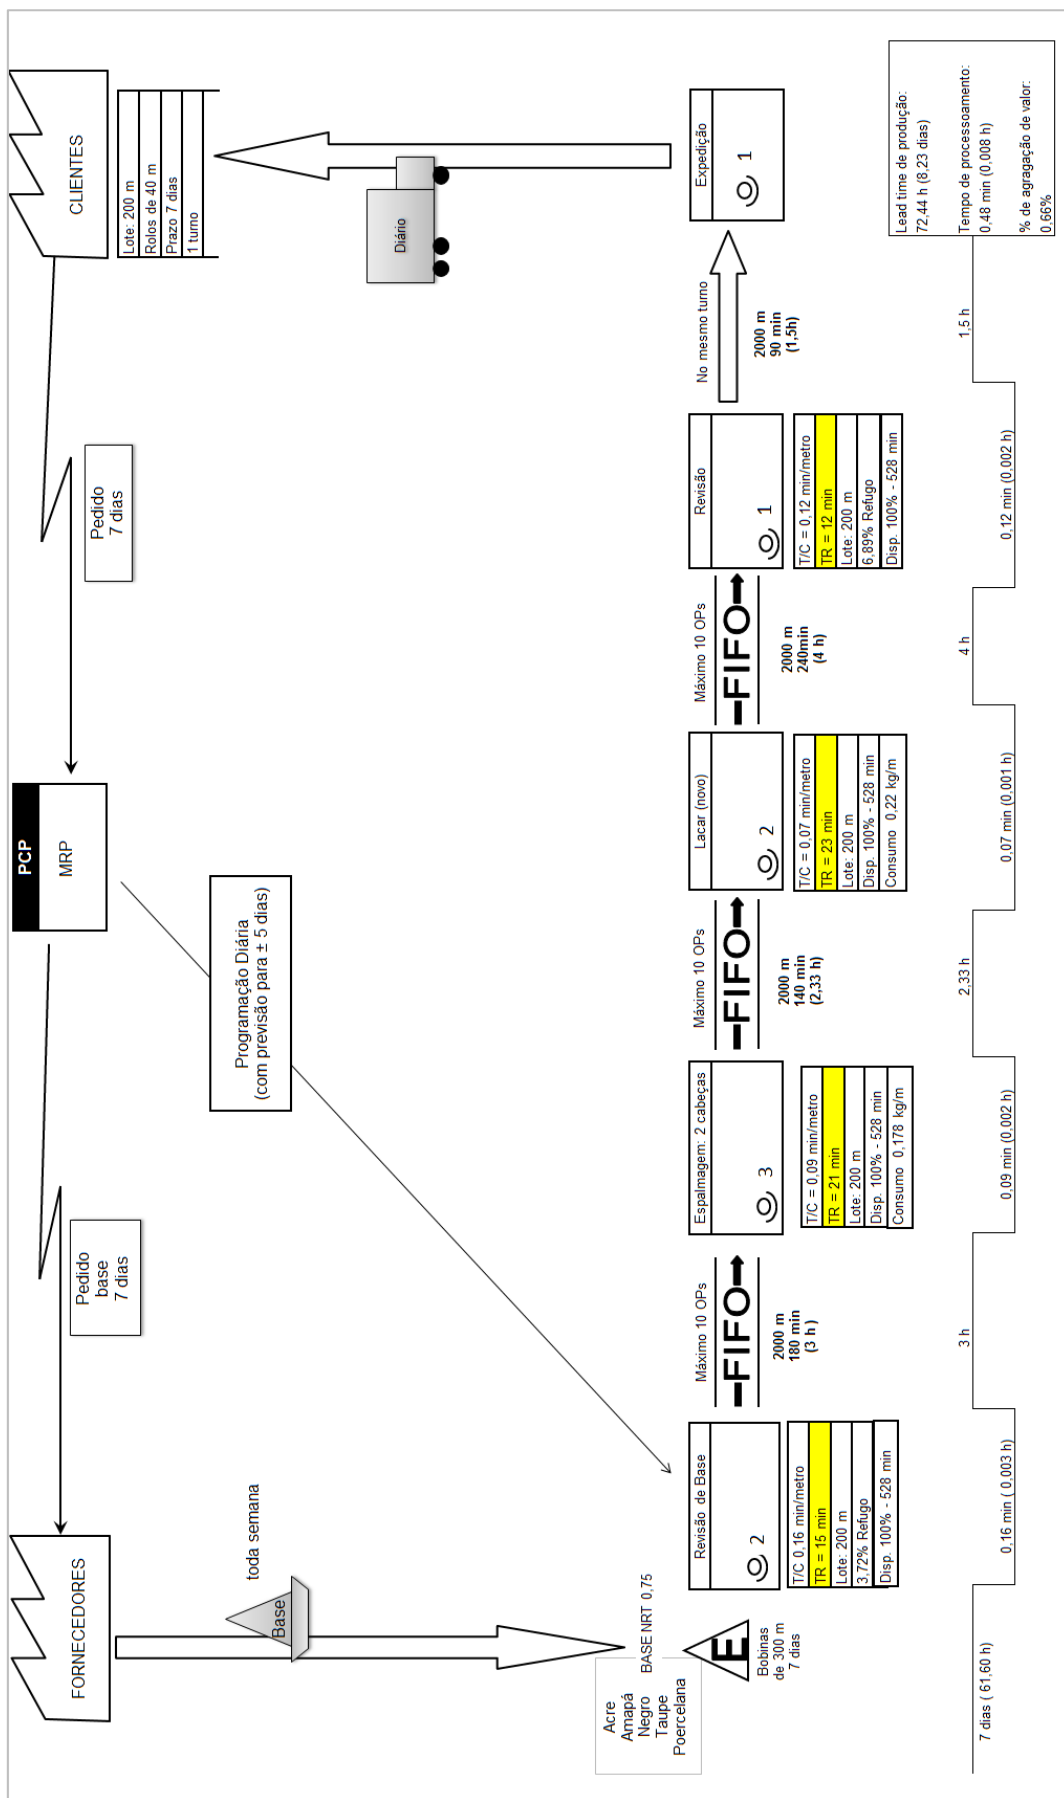 FORNECEDORES
Pedido
base
7 dias
PCP
MRP
Pedido
7 dias
CLIENTES
Lote: 200 m
Rolos de 40 m
Prazo 7 dias
1 turno
toda semana
Base
Programação Diária
(com previsão para ± 5 dias)
Diário
Acre
Amapá
Negro
Taupe
Poercelana
BASE NRT 0,75
E
Bobinas
de 300 m
7 dias
Revisão de Base
2
T/C 0,16 min/metro
TR = 15 min
Lote: 200 m
3,72% Refugo
Disp. 100% - 528 min
Máximo 10 OPs
FIFO
2000 m
180 min
(3 h )
Espalmagem: 2 cabeças
3
T/C = 0,09 min/metro
TR = 21 min
Lote: 200 m
Disp. 100% - 528 min
Consumo 0,178 kg/m
Máximo 10 OPs
FIFO
2000 m
140 min
(2,33 h)
Lacar (novo)
2
T/C = 0,07 min/metro
TR = 23 min
Lote: 200 m
Disp. 100% - 528 min
Consumo 0,22 kg/m
Máximo 10 OPs
FIFO
2000 m
240min
(4 h)
Revisão
1
T/C = 0,12 min/metro
TR = 12 min
Lote: 200 m
6,89% Refugo
Disp. 100% - 528 min
No mesmo turno
2000 m
90 min
(1,5h)
Expedição
1
7 dias ( 61,60 h)
0,16 min ( 0,003 h)
3 h
0,09 min (0,002 h)
2,33 h
0,07 min (0,001 h)
4 h
0,12 min (0,002 h)
1,5 h
Lead time de produção:
72,44 h (8,23 dias)
Tempo de processoamento:
0,48 min (0,008 h)
% de agragação de valor:
0,66%